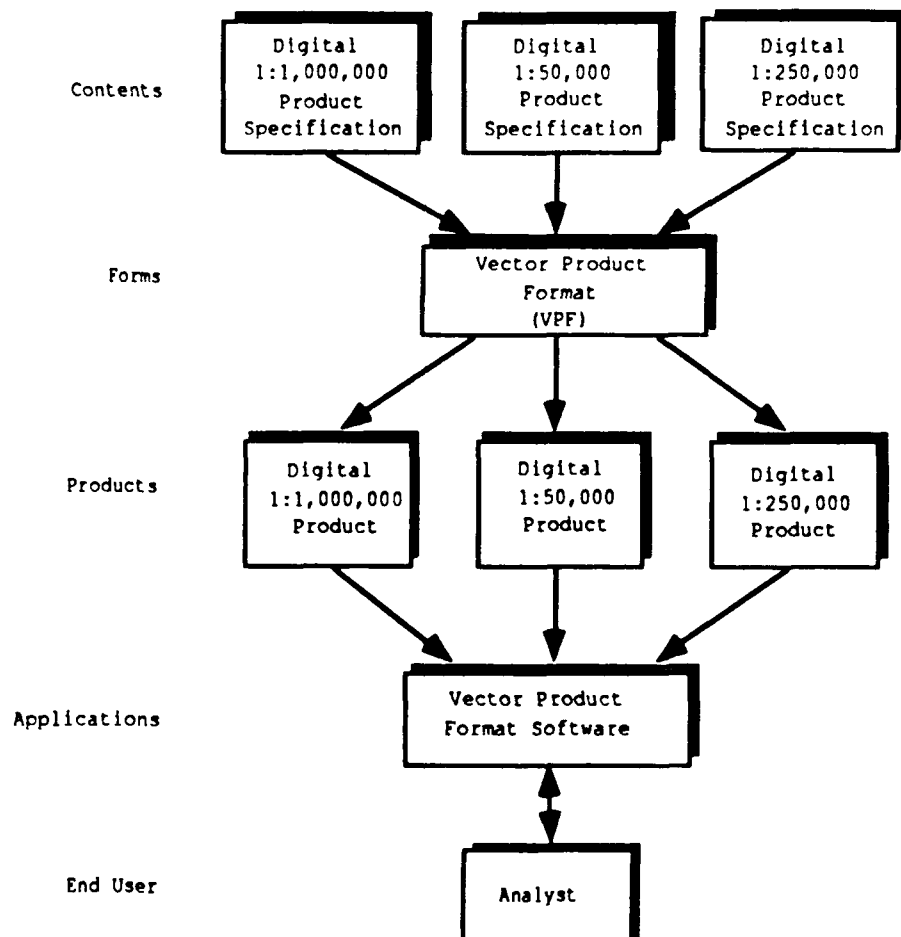 Contents
Digital
1:1,000,000
Product
Specification
Digital
1:50,000
Product
Specification
Digital
1:250,000
Product
Specification
Forms
Vector Product
Format
(VPF)
Products
Digital
1:1,000,000
Product
Digital
1:50,000
Product
Digital
1:250,000
Product
Applications
Vector Product
Format Software
End User
Analyst